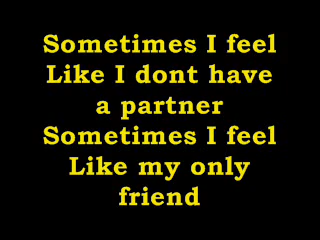 Sometimes I feel
Like I dont have
a partner
Sometimes I feel
Like my only
friend